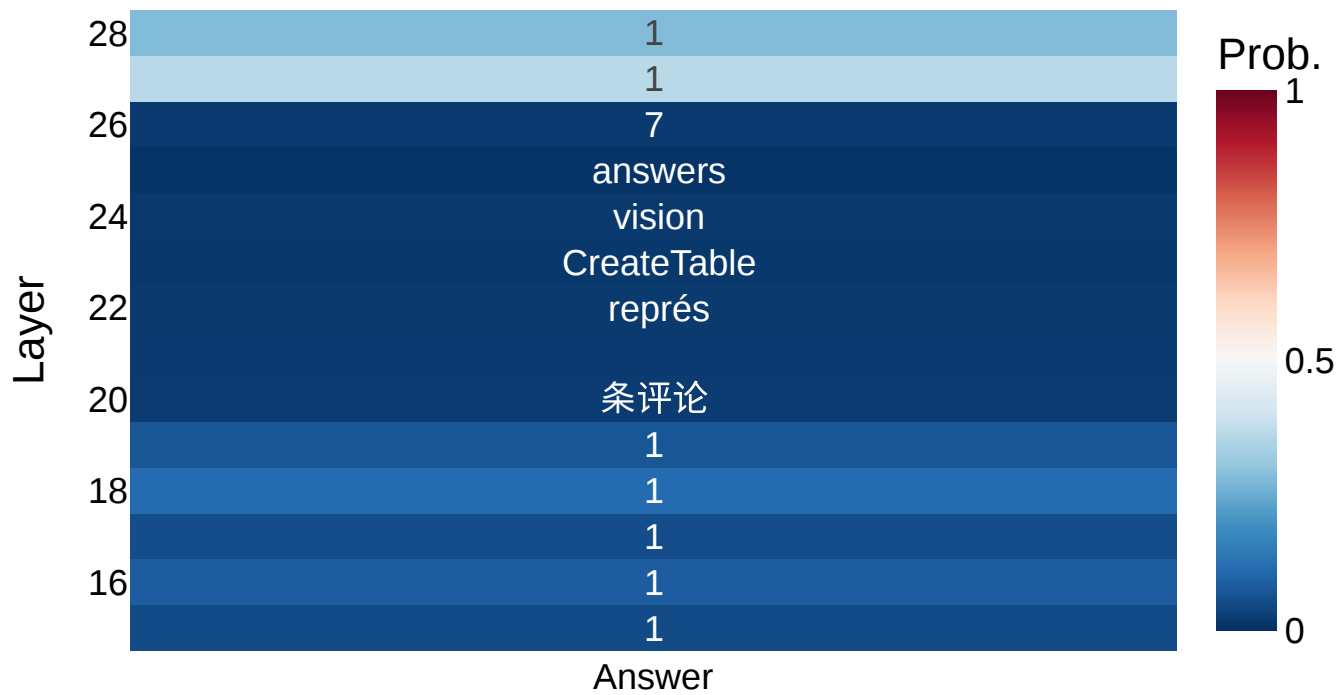 28
1
Prob.
1
1
26
7
answers
24
vision
CreateTable
22
représ
0.5
20
条评论
1
18
1
1
16
1
1
0
Layer
Answer